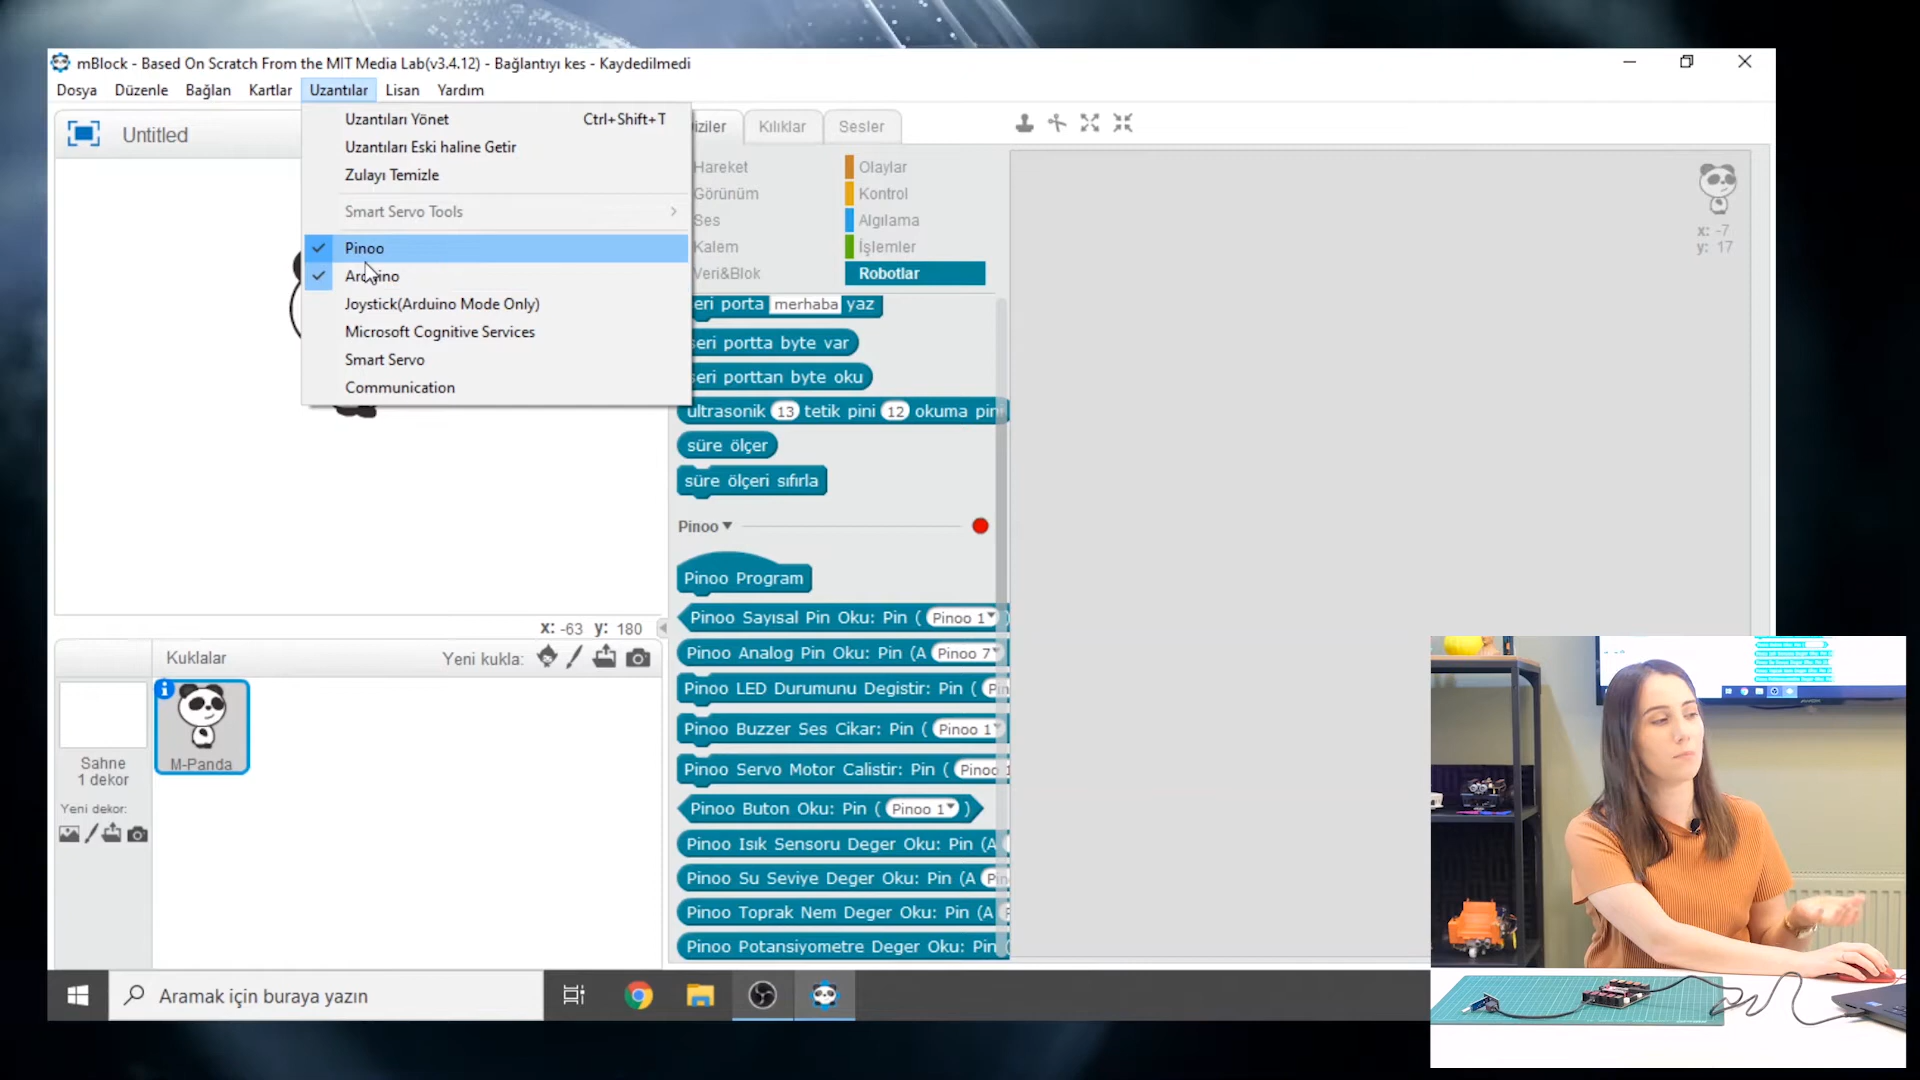 mBlock - Based On Scratch From the MIT Media Lab(v3.4.12) - Bağlantıyı kes - Kaydedilmedi
Dosya Düzenle Bağlan Kartlar Uzantılar Lisan Yardım
Untitled
Uzantıları Yönet Ctrl+Shift+T
Uzantıları Eski haline Getir
Zulayı Temizle
Smart Servo Tools
Pinoo
Arduino
Joystick(Arduino Mode Only)
Microsoft Cognitive Services
Smart Servo
Communication
Kılıklar
Sesler
Hareket
Görünüm
Ses
Kalem
Veri&Blok
Olaylar
Kontrol
Algılama
İşlemler
Robotlar
merhaba yaz
seri portta byte var
seri porttan byte oku
ultrasonik 13 tetik pini 12 okuma pini
süre ölçer
süre ölçeri sıfırla
Pinoo
Pinoo Program
Pinoo Sayısal Pin Oku: Pin ( Pinoo 1
Pinoo Analog Pin Oku: Pin (A Pinoo 7
Pinoo LED Durumunu Degistir: Pin (
Pinoo Buzzer Ses Cikar: Pin ( Pinoo 1
Pinoo Servo Motor Calistir: Pin ( Pinoo 1
Pinoo Buton Oku: Pin ( Pinoo 1 )
Pinoo Isık Sensoru Deger Oku: Pin (A
Pinoo Su Seviye Deger Oku: Pin (A
Pinoo Toprak Nem Deger Oku: Pin (A
Pinoo Potansiyometre Deger Oku: Pin (
x: -7
y: 17
x: -63 y: 180
Kuklalar
Yeni kukla:
M-Panda
Sahne
1 dekor
Yeni dekor:
Aramak için buraya yazın